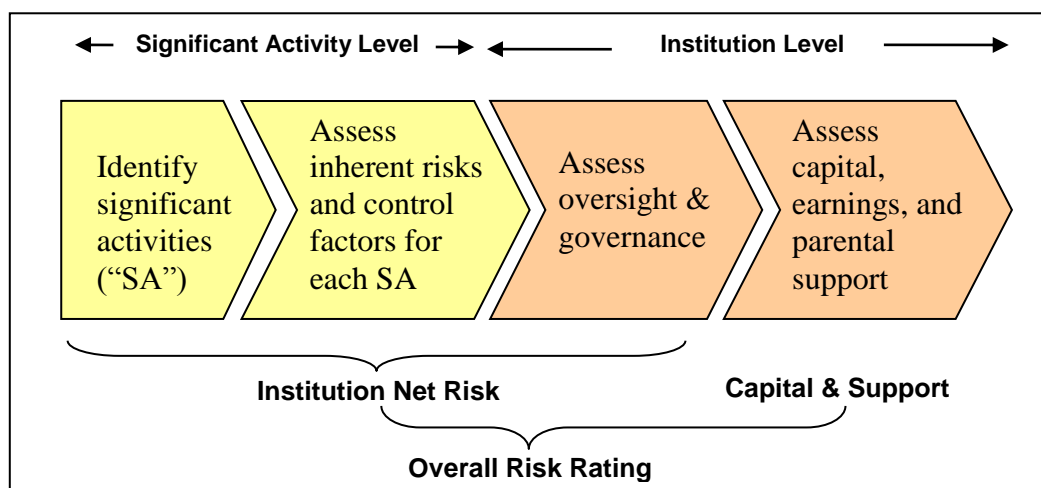 Significant Activity Level
Institution Level
Identify
significant
activities
(“SA”)
Assess
inherent risks
and control
factors for
each SA
Assess
oversight &
governance
Assess
capital,
earnings, and
parental
support
Institution Net Risk
Capital & Support
Overall Risk Rating